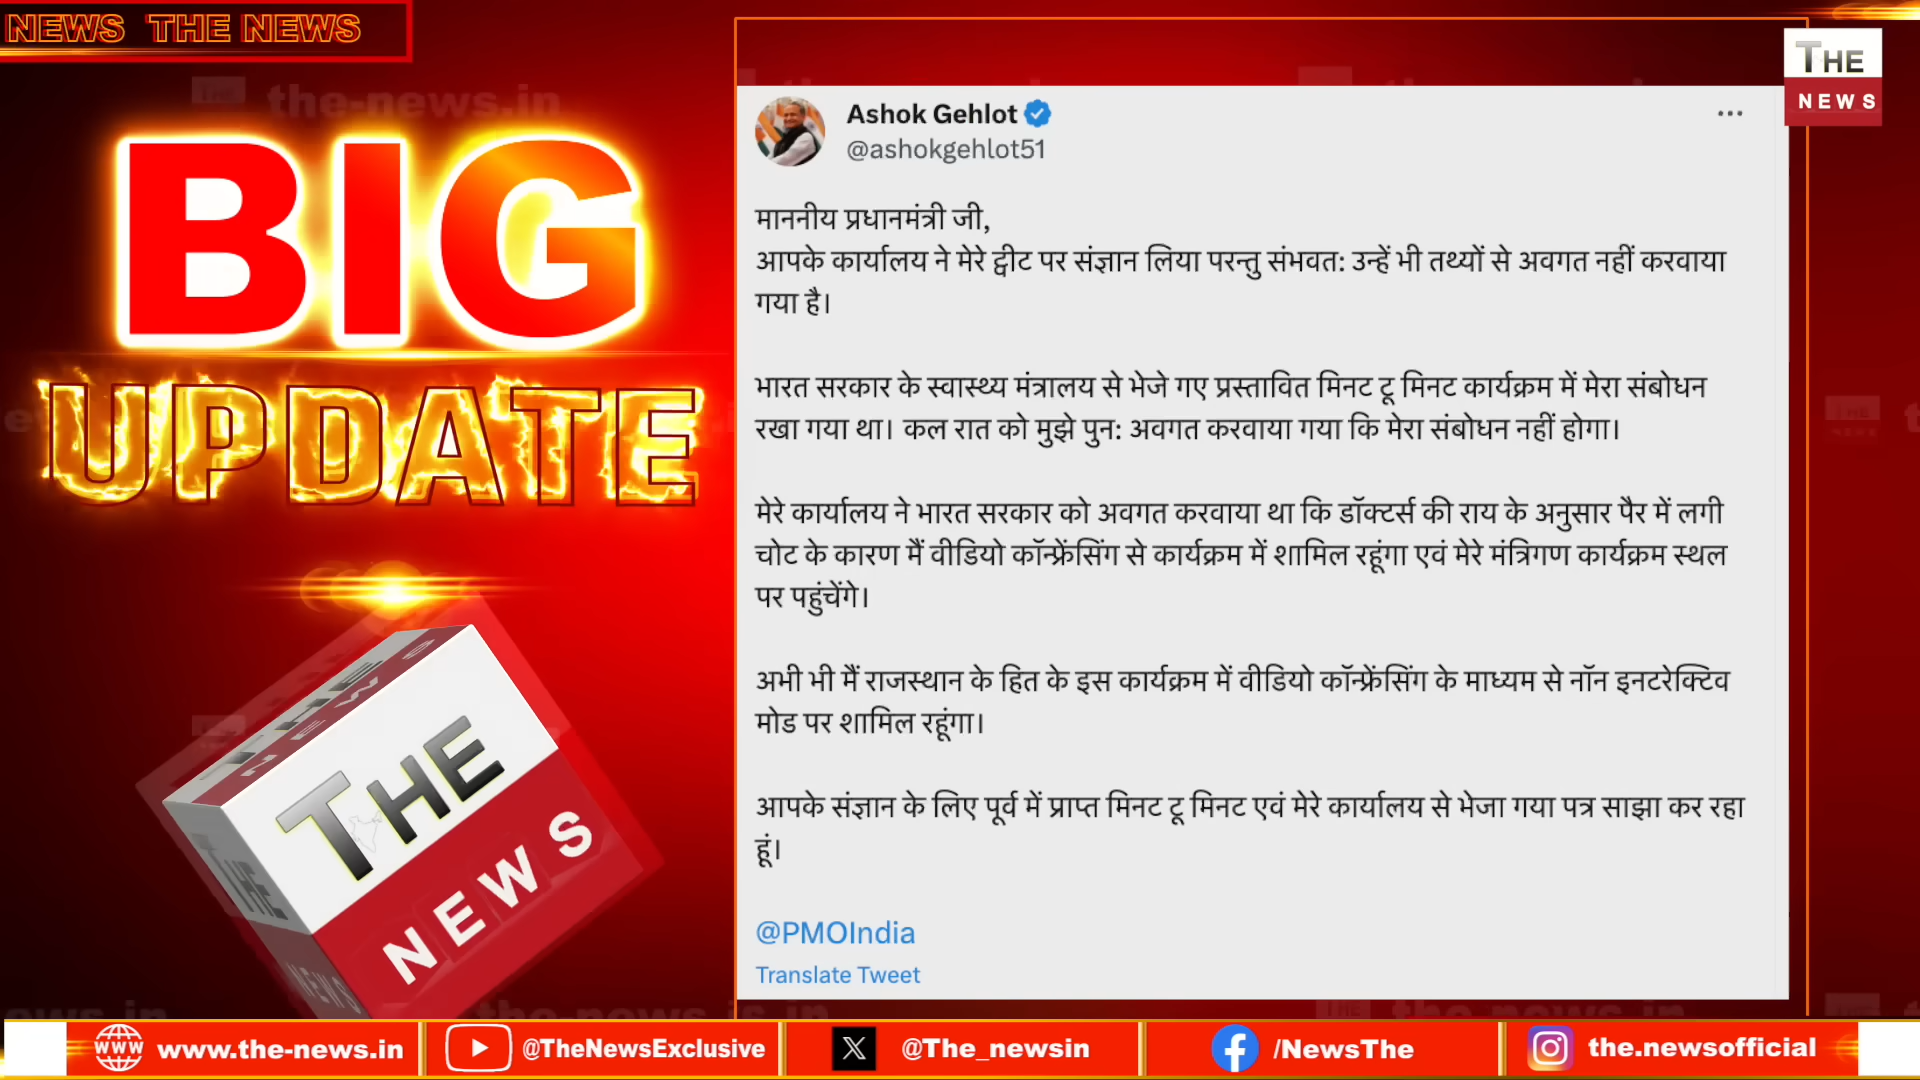 NEWS THE NEWS
BIG
UPDATE
THE
NEWS
THE
NEWS
Ashok Gehlot
@ashokgehlot51
माननीय प्रधानमंत्री जी,
आपके कार्यालय ने मेरे ट्वीट पर संज्ञान लिया परन्तु संभवत: उन्हें भी तथ्यों से अवगत नहीं करवाया
गया है।
भारत सरकार के स्वास्थ्य मंत्रालय से भेजे गए प्रस्तावित मिनट टू मिनट कार्यक्रम में मेरा संबोधन
रखा गया था। कल रात को मुझे पुन: अवगत करवाया गया कि मेरा संबोधन नहीं होगा।
मेरे कार्यालय ने भारत सरकार को अवगत करवाया था कि डॉक्टर्स की राय के अनुसार पैर में लगी
चोट के कारण मैं वीडियो कॉन्फ्रेंसिंग से कार्यक्रम में शामिल रहूंगा एवं मेरे मंत्रिगण कार्यक्रम स्थल
पर पहुंचेंगे।
अभी भी मैं राजस्थान के हित के इस कार्यक्रम में वीडियो कॉन्फ्रेंसिंग के माध्यम से नॉन इनटरेक्टिव
मोड पर शामिल रहूंगा।
आपके संज्ञान के लिए पूर्व में प्राप्त मिनट टू मिनट एवं मेरे कार्यालय से भेजा गया पत्र साझा कर रहा
हूं।
@PMOIndia
Translate Tweet
www.the-news.in
@TheNewsExclusive
@The_newsin
/NewsThe
the.newsofficial